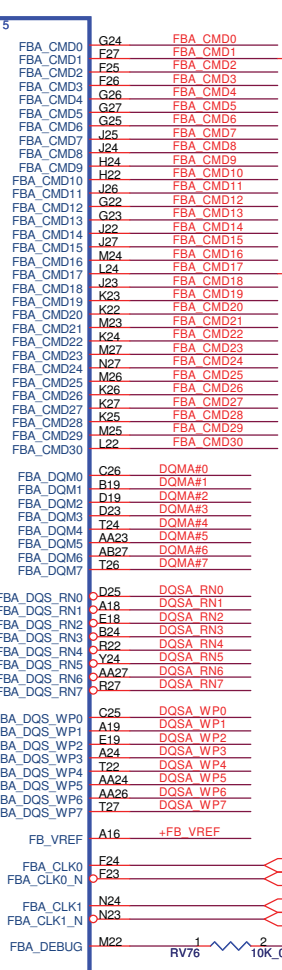 5
FBA_CMD0 G24 FBA_CMD0
FBA_CMD1 F27 FBA_CMD1
FBA_CMD2 F25 FBA_CMD2
FBA_CMD3 F26 FBA_CMD3
FBA_CMD4 G26 FBA_CMD4
FBA_CMD5 G27 FBA_CMD5
FBA_CMD6 G25 FBA_CMD6
FBA_CMD7 J25 FBA_CMD7
FBA_CMD8 J24 FBA_CMD8
FBA_CMD9 H24 FBA_CMD9
FBA_CMD10 H22 FBA_CMD10
FBA_CMD11 J26 FBA_CMD11
FBA_CMD12 G22 FBA_CMD12
FBA_CMD13 G23 FBA_CMD13
FBA_CMD14 J22 FBA_CMD14
FBA_CMD15 J27 FBA_CMD15
FBA_CMD16 M24 FBA_CMD16
FBA_CMD17 L24 FBA_CMD17
FBA_CMD18 J23 FBA_CMD18
FBA_CMD19 K23 FBA_CMD19
FBA_CMD20 K22 FBA_CMD20
FBA_CMD21 M23 FBA_CMD21
FBA_CMD22 K24 FBA_CMD22
FBA_CMD23 M27 FBA_CMD23
FBA_CMD24 N27 FBA_CMD24
FBA_CMD25 M26 FBA_CMD25
FBA_CMD26 K26 FBA_CMD26
FBA_CMD27 K27 FBA_CMD27
FBA_CMD28 K25 FBA_CMD28
FBA_CMD29 M25 FBA_CMD29
FBA_CMD30 L22 FBA_CMD30
FBA_DQM0 C26 DQMA#0
FBA_DQM1 B19 DQMA#1
FBA_DQM2 D19 DQMA#2
FBA_DQM3 D23 DQMA#3
FBA_DQM4 T24 DQMA#4
FBA_DQM5 AA23 DQMA#5
FBA_DQM6 AB27 DQMA#6
FBA_DQM7 T26 DQMA#7
FBA_DQS_RN0 D25 DQSA_RN0
FBA_DQS_RN1 A18 DQSA_RN1
FBA_DQS_RN2 E18 DQSA_RN2
FBA_DQS_RN3 B24 DQSA_RN3
FBA_DQS_RN4 R22 DQSA_RN4
FBA_DQS_RN5 Y24 DQSA_RN5
FBA_DQS_RN6 AA27 DQSA_RN6
FBA_DQS_RN7 R27 DQSA_RN7
BA_DQS_WP0 C25 DQSA_WP0
BA_DQS_WP1 A19 DQSA_WP1
BA_DQS_WP2 E19 DQSA_WP2
BA_DQS_WP3 A24 DQSA_WP3
BA_DQS_WP4 T22 DQSA_WP4
BA_DQS_WP5 AA24 DQSA_WP5
BA_DQS_WP6 AA26 DQSA_WP6
BA_DQS_WP7 T27 DQSA_WP7
FB_VREF A16 +FB_VREF
FBA_CLK0 F24
FBA_CLK0_N F23
FBA_CLK1 N24
FBA_CLK1_N N23
FBA_DEBUG M22 1 2
RV76 10K_0